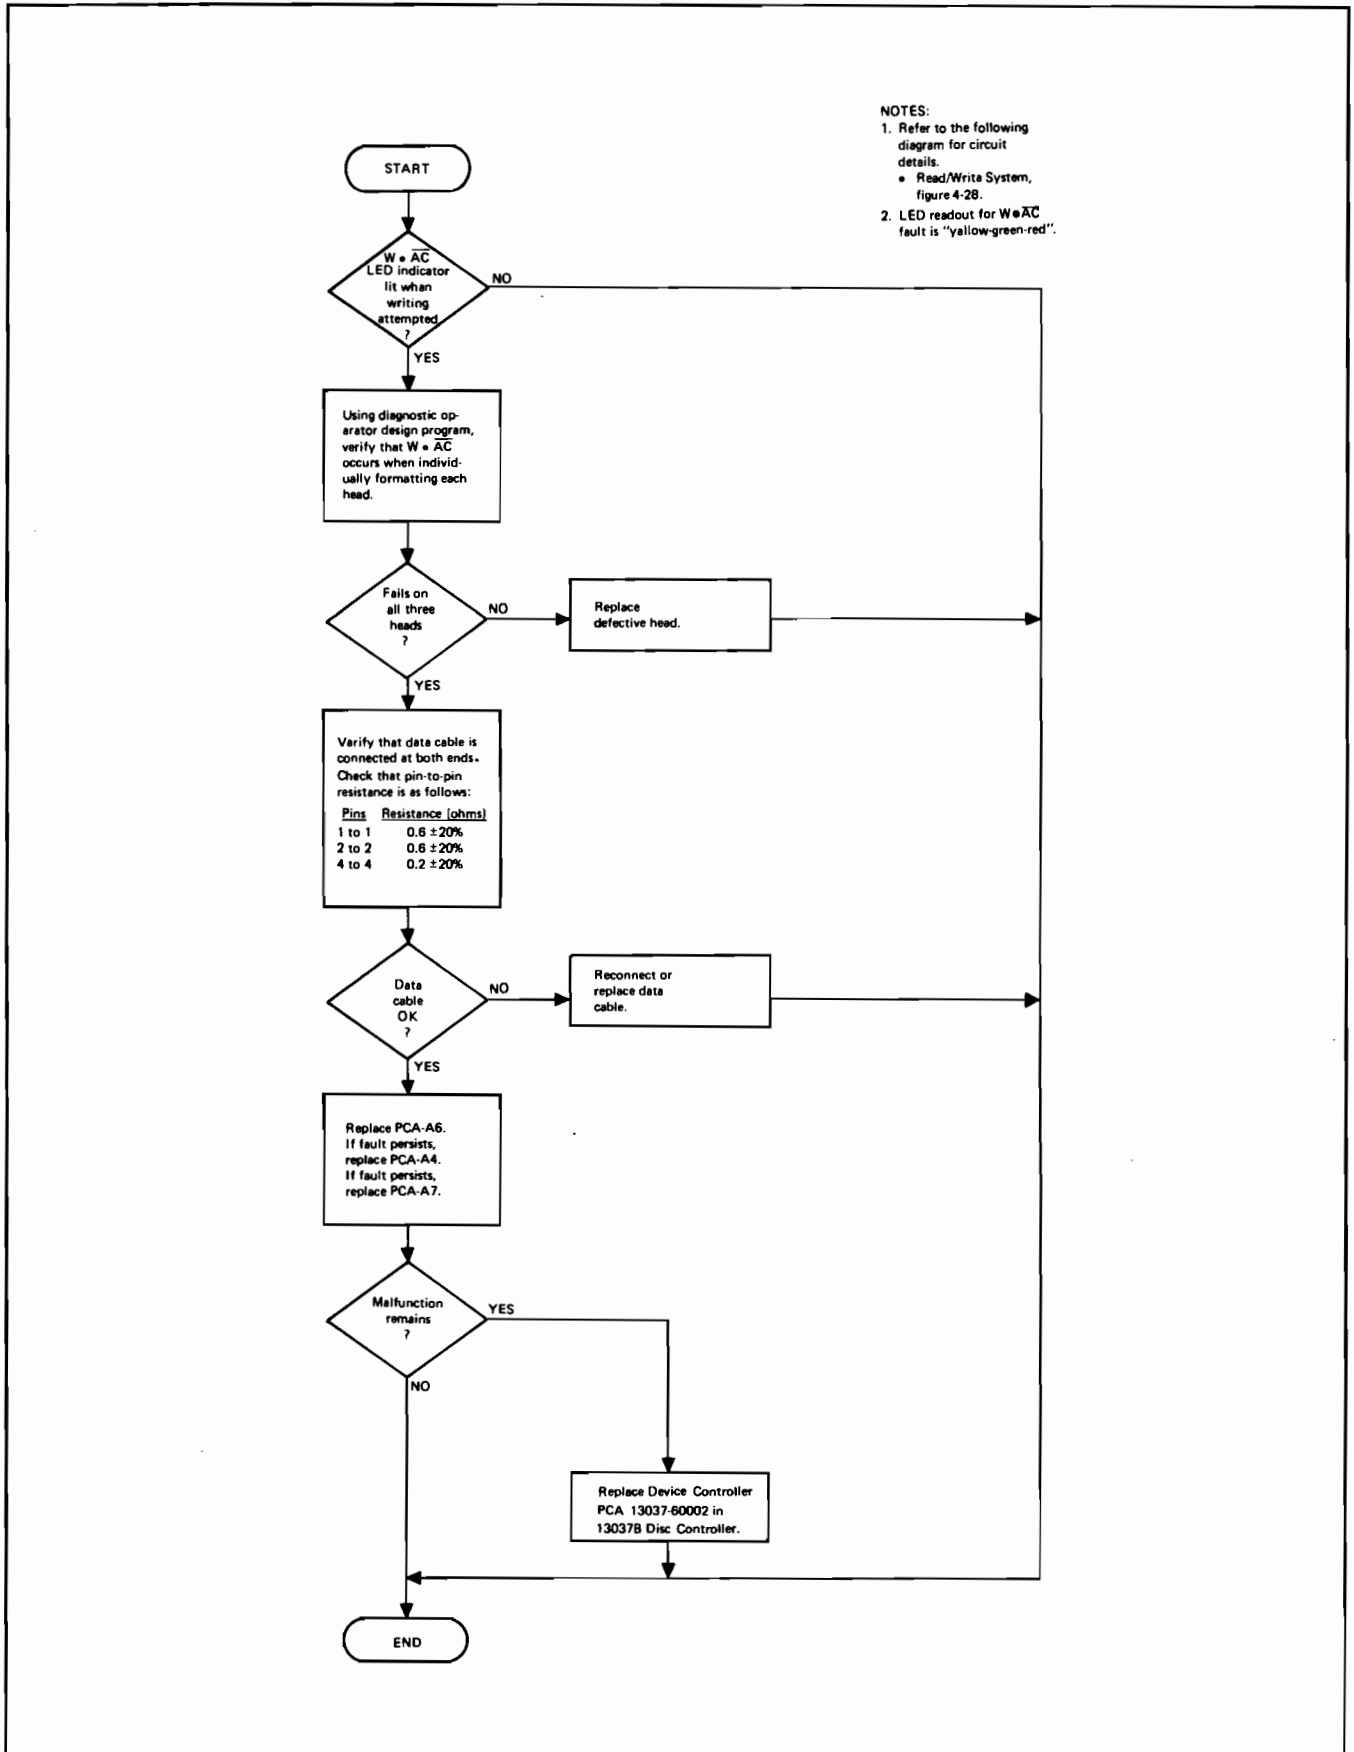 NOTES:
1. Refer to the following
diagram for circuit
details.
• Read/Write System,
figure 4-28.
2. LED readout for W•A̅C̅
fault is "yellow-green-red".
START
W • A̅C̅
LED indicator
lit when
writing
attempted
?
NO
YES
Using diagnostic op-
erator design program,
verify that W • A̅C̅
occurs when individ-
ually formatting each
head.
Fails on
all three
heads
?
NO
Replace
defective head.
YES
Verify that data cable is
connected at both ends.
Check that pin-to-pin
resistance is as follows:
Pins Resistance (ohms)
1 to 1 0.6 ±20%
2 to 2 0.6 ±20%
4 to 4 0.2 ±20%
Data
cable
OK
?
NO
Reconnect or
replace data
cable.
YES
Replace PCA-A6.
If fault persists,
replace PCA-A4.
If fault persists,
replace PCA-A7.
Malfunction
remains
?
YES
NO
Replace Device Controller
PCA 13037-60002 in
13037B Disc Controller.
END